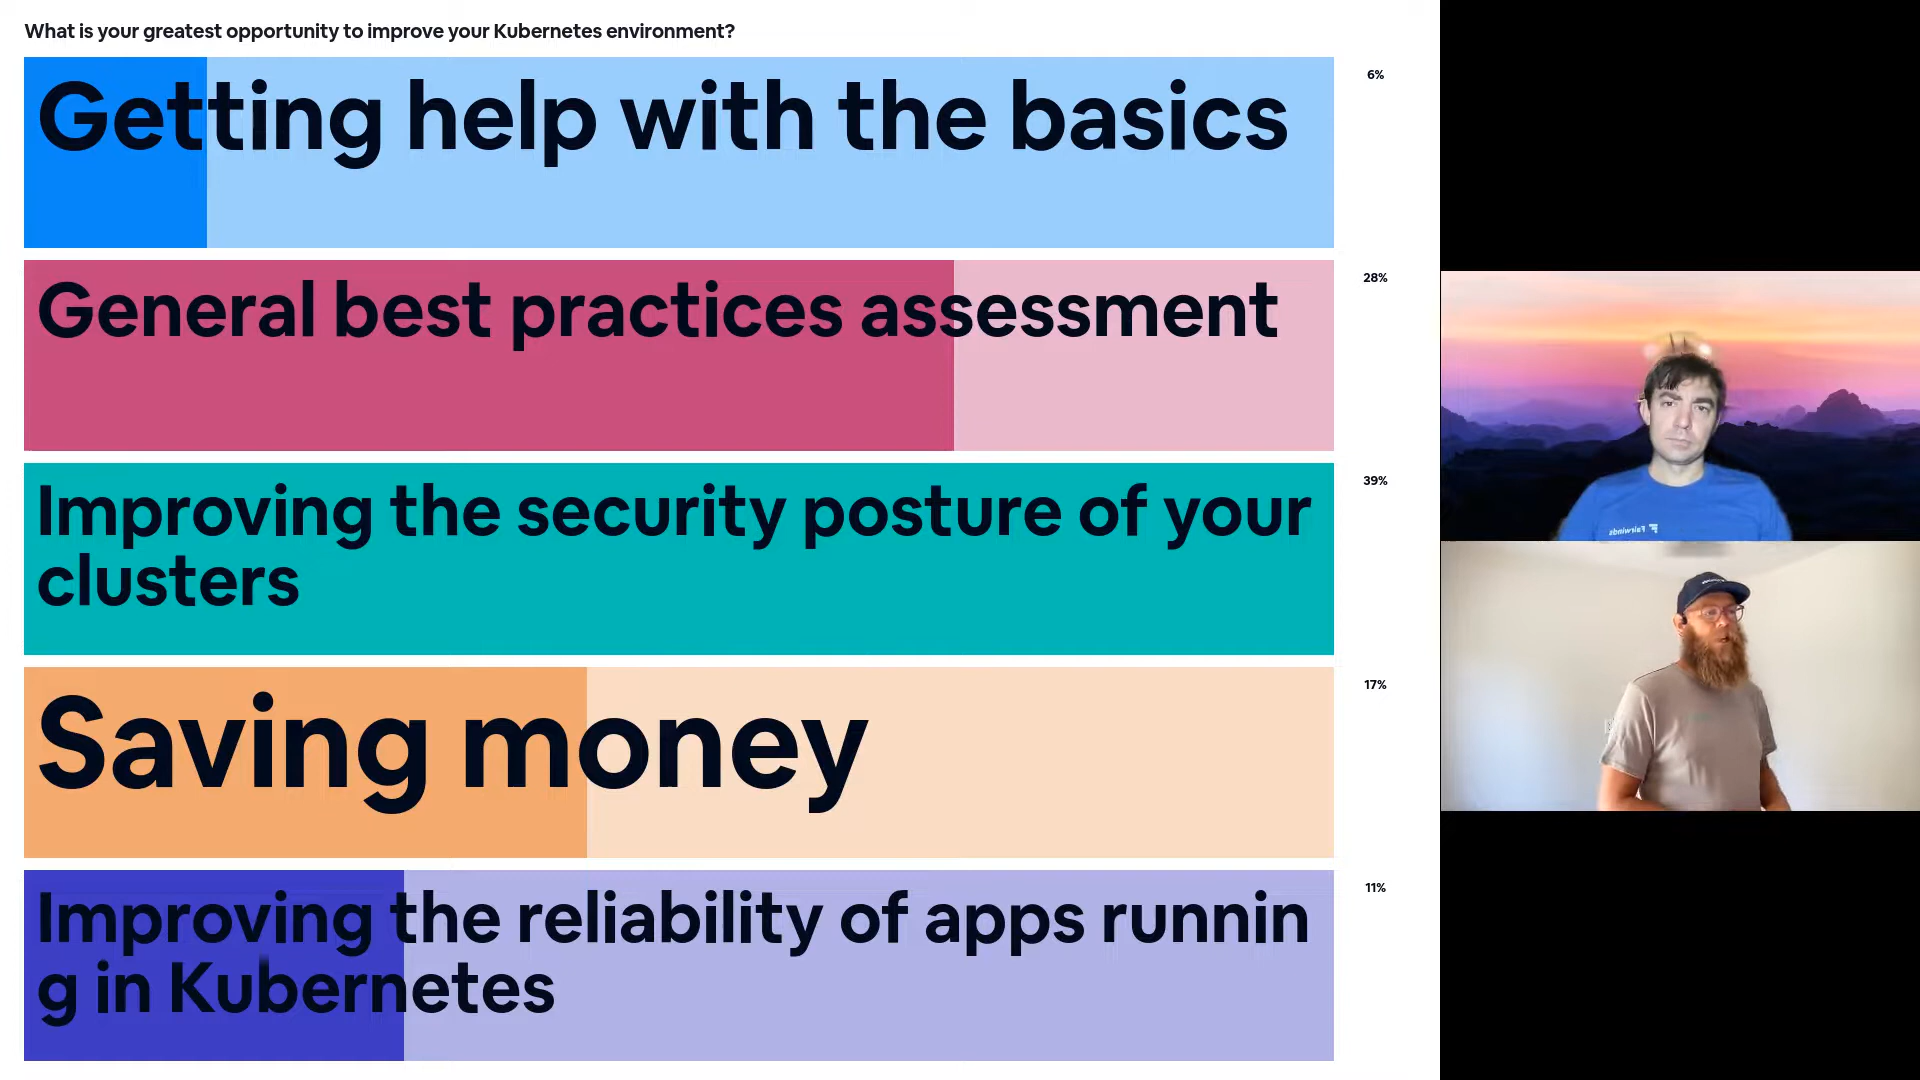 What is your greatest opportunity to improve your Kubernetes environment?
Getting help with the basics
6%
General best practices assessment
28%
Improving the security posture of your
clusters
39%
Saving money
17%
Improving the reliability of apps runnin
g in Kubernetes
11%
Fairwinds